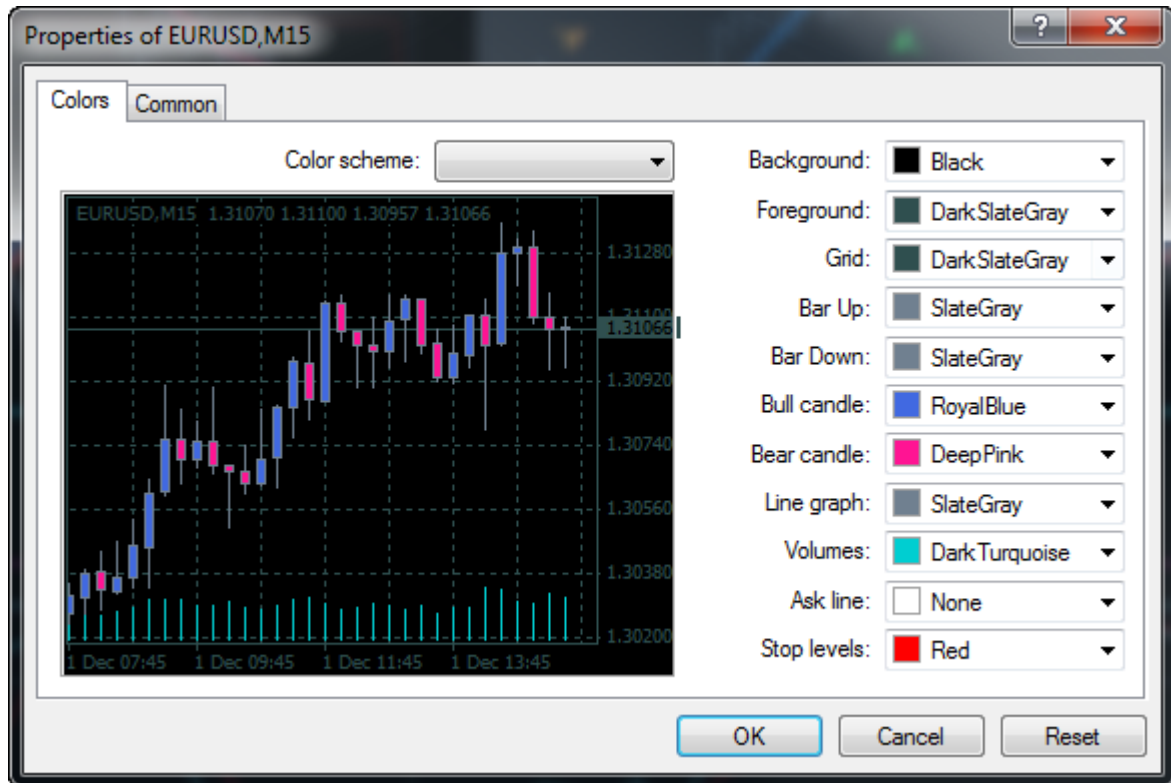 Properties of EURUSD,M15
?
Colors
Common
Color scheme:
EURUSD,M15 1.31070 1.31100 1.30957 1.31066
1.31280
1.31100
1.31066
1.30920
1.30740
1.30560
1.30380
1.30200
1 Dec 07:45 1 Dec 09:45 1 Dec 11:45 1 Dec 13:45
Background: Black
Foreground: DarkSlateGray
Grid: DarkSlateGray
Bar Up: SlateGray
Bar Down: SlateGray
Bull candle: RoyalBlue
Bear candle: DeepPink
Line graph: SlateGray
Volumes: DarkTurquoise
Ask line: None
Stop levels: Red
OK
Cancel
Reset